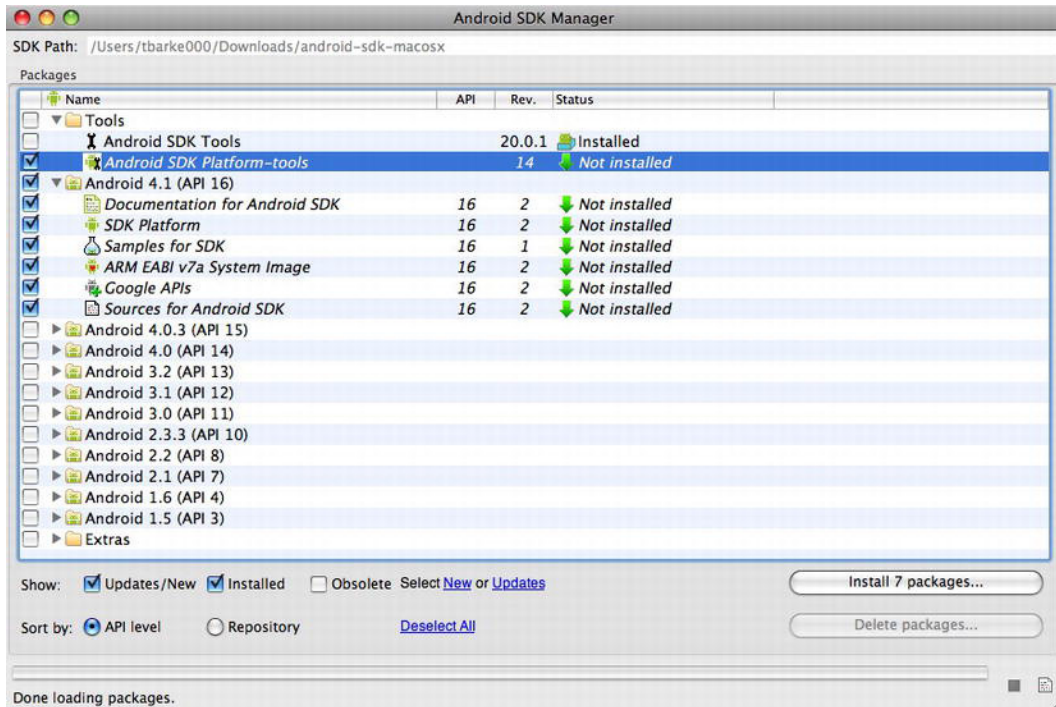 Android SDK Manager
SDK Path: /Users/tbarke000/Downloads/android-sdk-macosx
Packages
Name API Rev. Status
Tools
Android SDK Tools 20.0.1 Installed
Android SDK Platform-tools 14 Not installed
Android 4.1 (API 16)
Documentation for Android SDK 16 2 Not installed
SDK Platform 16 2 Not installed
Samples for SDK 16 1 Not installed
ARM EABI v7a System Image 16 2 Not installed
Google APIs 16 2 Not installed
Sources for Android SDK 16 2 Not installed
Android 4.0.3 (API 15)
Android 4.0 (API 14)
Android 3.2 (API 13)
Android 3.1 (API 12)
Android 3.0 (API 11)
Android 2.3.3 (API 10)
Android 2.2 (API 8)
Android 2.1 (API 7)
Android 1.6 (API 4)
Android 1.5 (API 3)
Extras
Show: Updates/New Installed Obsolete Select New or Updates Install 7 packages...
Sort by: API level Repository Deselect All Delete packages...
Done loading packages.